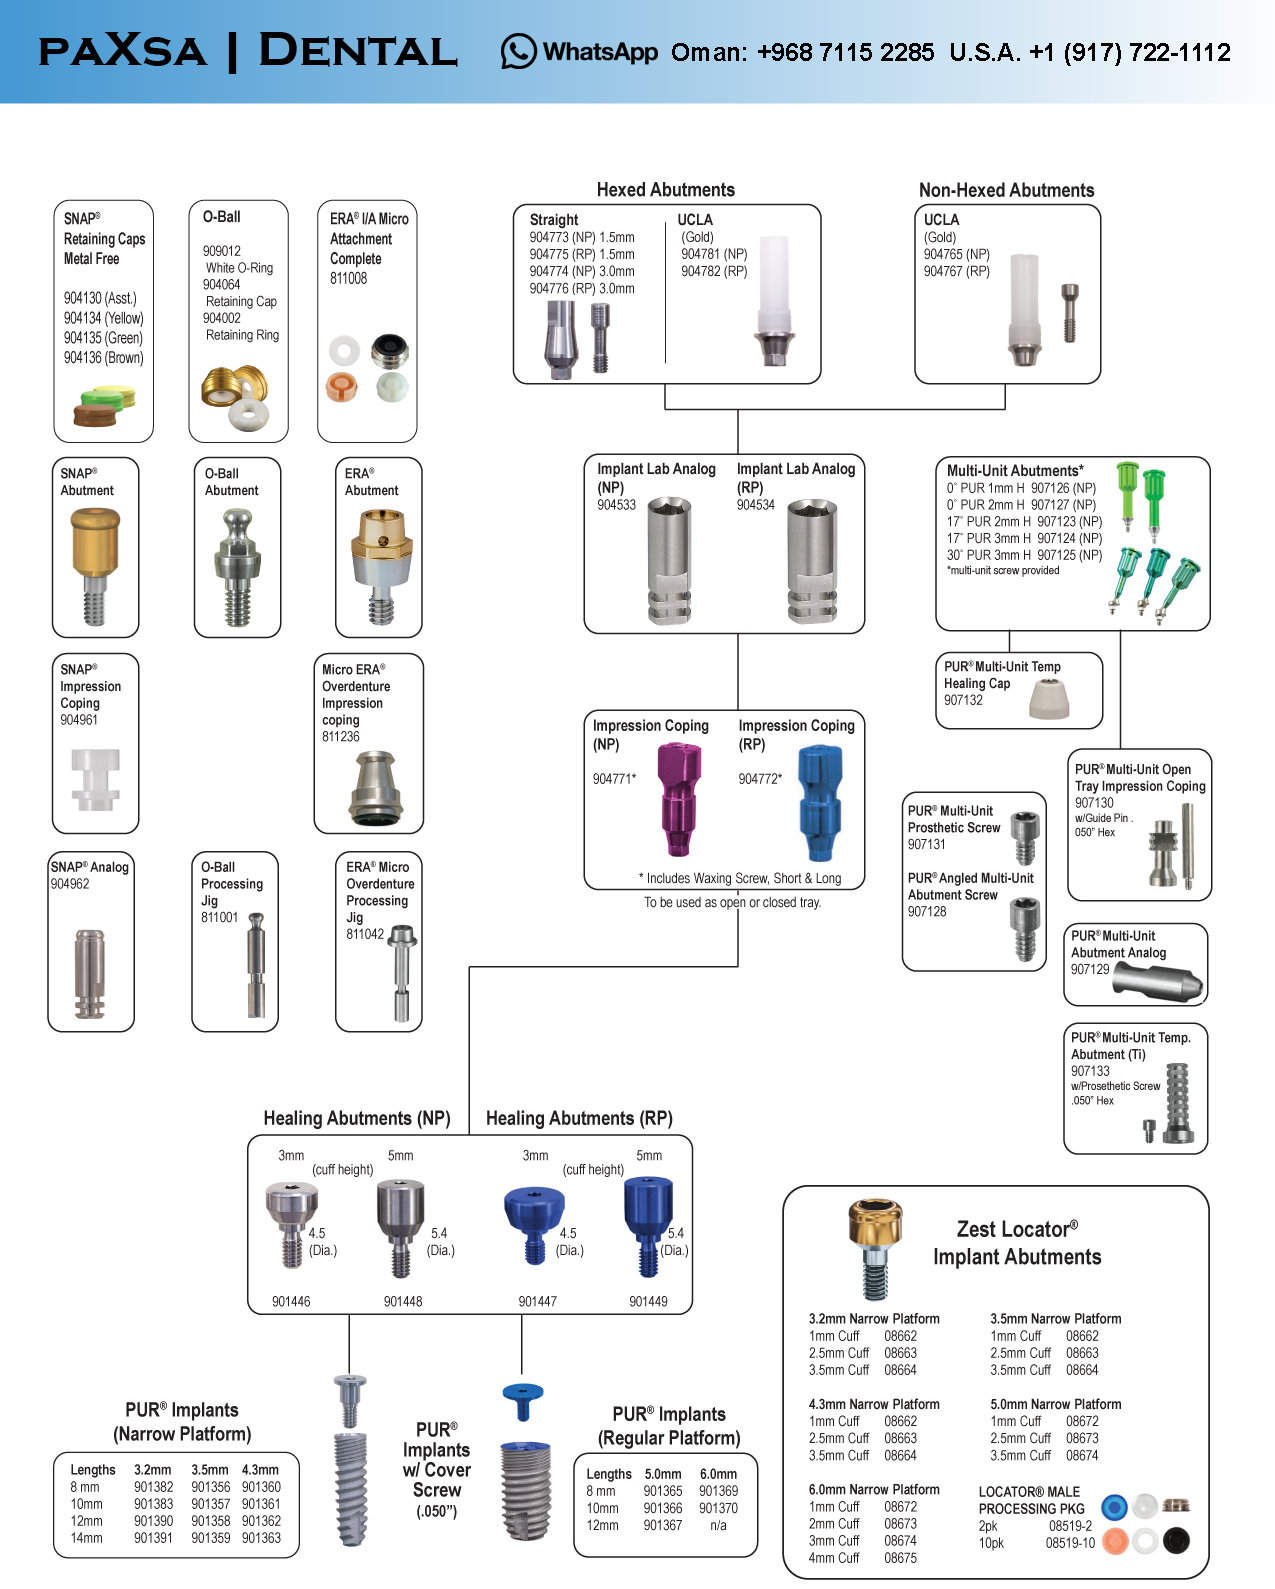 PAXSA | DENTAL
WhatsApp Oman: +968 7115 2285 U.S.A. +1 (917) 722-1112
SNAP®
Retaining Caps
Metal Free
904130 (Asst.)
904134 (Yellow)
904135 (Green)
904136 (Brown)
O-Ball
909012
White O-Ring
904064
Retaining Cap
904002
Retaining Ring
ERA® I/A Micro
Attachment
Complete
811008
Hexed Abutments
Straight
904773 (NP) 1.5mm
904775 (RP) 1.5mm
904774 (NP) 3.0mm
904776 (RP) 3.0mm
UCLA
(Gold)
904781 (NP)
904782 (RP)
Non-Hexed Abutments
UCLA
(Gold)
904765 (NP)
904767 (RP)
SNAP®
Abutment
O-Ball
Abutment
ERA®
Abutment
Implant Lab Analog
(NP)
904533
Implant Lab Analog
(RP)
904534
Multi-Unit Abutments*
0° PUR 1mm H 907126 (NP)
0° PUR 2mm H 907127 (NP)
17° PUR 2mm H 907123 (NP)
17° PUR 3mm H 907124 (NP)
30° PUR 3mm H 907125 (NP)
*multi-unit screw provided
SNAP®
Impression
Coping
904961
Micro ERA®
Overdenture
Impression
coping
811236
PUR® Multi-Unit Temp
Healing Cap
907132
Impression Coping
(NP)
904771*
Impression Coping
(RP)
904772*
* Includes Waxing Screw, Short & Long
To be used as open or closed tray.
PUR® Multi-Unit Open
Tray Impression Coping
907130
w/Guide Pin .
050” Hex
PUR® Multi-Unit
Prosthetic Screw
907131
PUR® Angled Multi-Unit
Abutment Screw
907128
SNAP® Analog
904962
O-Ball
Processing
Jig
811001
ERA® Micro
Overdenture
Processing
Jig
811042
PUR® Multi-Unit
Abutment Analog
907129
PUR® Multi-Unit Temp.
Abutment (Ti)
907133
w/Prosethetic Screw
.050” Hex
Healing Abutments (NP) Healing Abutments (RP)
3mm 5mm 3mm 5mm
(cuff height) (cuff height)
4.5 5.4 4.5 5.4
(Dia.) (Dia.) (Dia.) (Dia.)
901446 901448 901447 901449
Zest Locator®
Implant Abutments
3.2mm Narrow Platform
1mm Cuff 08662
2.5mm Cuff 08663
3.5mm Cuff 08664
3.5mm Narrow Platform
1mm Cuff 08662
2.5mm Cuff 08663
3.5mm Cuff 08664
4.3mm Narrow Platform
1mm Cuff 08662
2.5mm Cuff 08663
3.5mm Cuff 08664
5.0mm Narrow Platform
1mm Cuff 08672
2.5mm Cuff 08673
3.5mm Cuff 08674
6.0mm Narrow Platform
1mm Cuff 08672
2mm Cuff 08673
3mm Cuff 08674
4mm Cuff 08675
LOCATOR® MALE
PROCESSING PKG
2pk 08519-2
10pk 08519-10
PUR® Implants
(Narrow Platform)
Lengths 3.2mm 3.5mm 4.3mm
8 mm 901382 901356 901360
10mm 901383 901357 901361
12mm 901390 901358 901362
14mm 901391 901359 901363
PUR®
Implants
w/ Cover
Screw
(.050”)
PUR® Implants
(Regular Platform)
Lengths 5.0mm 6.0mm
8 mm 901365 901369
10mm 901366 901370
12mm 901367 n/a